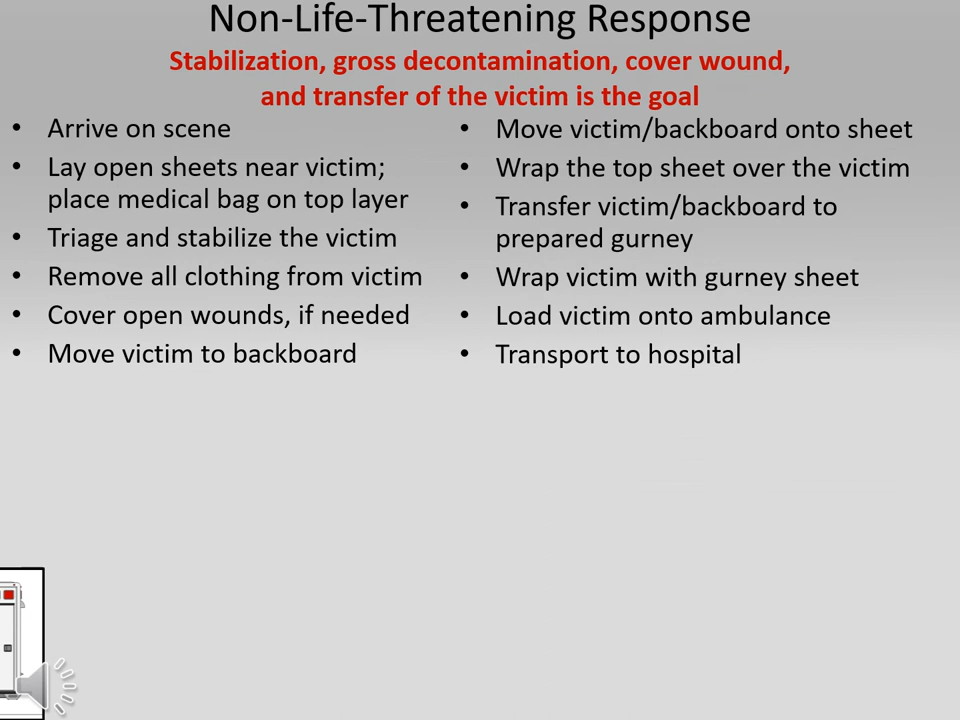 Non-Life-Threatening Response
Stabilization, gross decontamination, cover wound,
and transfer of the victim is the goal
• Arrive on scene
• Lay open sheets near victim;
place medical bag on top layer
• Triage and stabilize the victim
• Remove all clothing from victim
• Cover open wounds, if needed
• Move victim to backboard
• Move victim/backboard onto sheet
• Wrap the top sheet over the victim
• Transfer victim/backboard to
prepared gurney
• Wrap victim with gurney sheet
• Load victim onto ambulance
• Transport to hospital